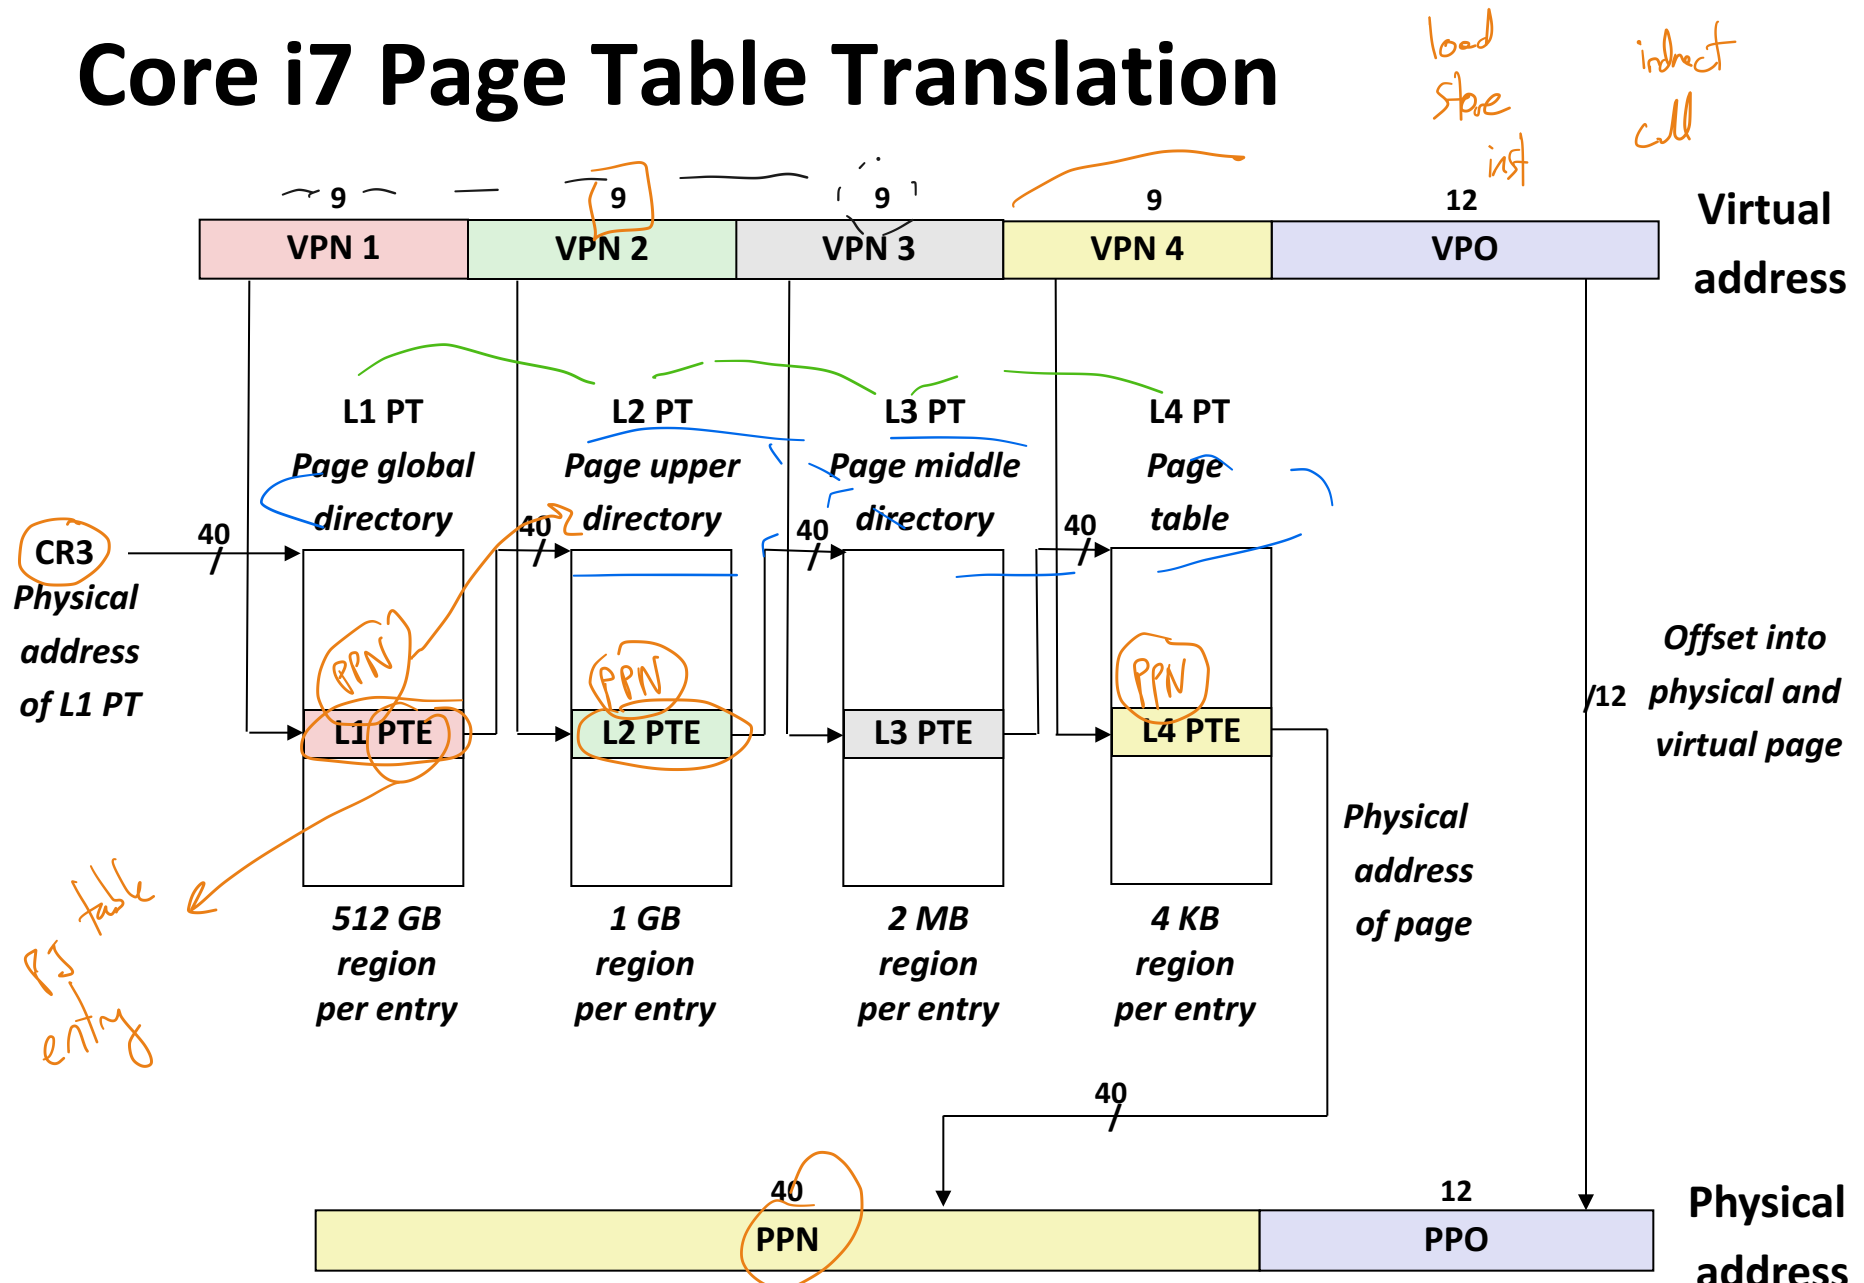 Core i7 Page Table Translation
load
store
inst
indirect
call
9
9
9
9
12
VPN 1
VPN 2
VPN 3
VPN 4
VPO
Virtual
address
L1 PT
Page global
directory
L2 PT
Page upper
directory
L3 PT
Page middle
directory
L4 PT
Page
table
CR3
Physical
address
of L1 PT
40
40
40
40
PPN
PPN
PPN
L1 PTE
L2 PTE
L3 PTE
L4 PTE
/12
Offset into
physical and
virtual page
Physical
address
of page
table
entry
512 GB
region
per entry
1 GB
region
per entry
2 MB
region
per entry
4 KB
region
per entry
40
40
12
PPN
PPO
Physical
address